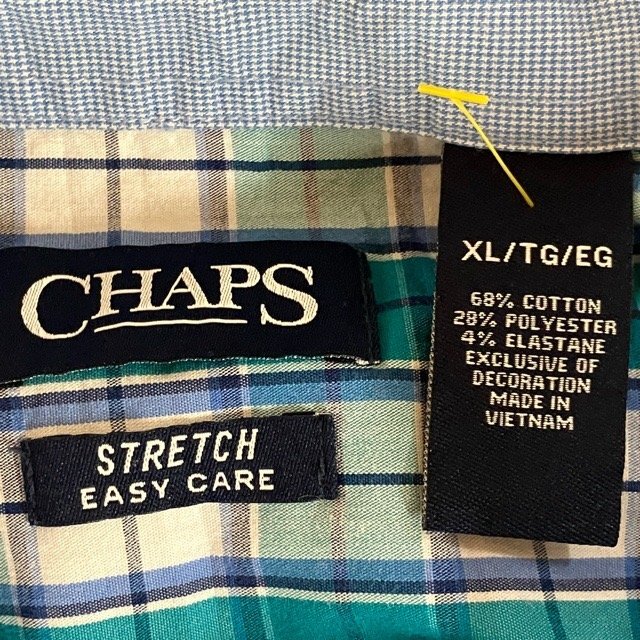 CHAPS
STRETCH
EASY CARE
XL/TG/EG
68% COTTON
28% POLYESTER
4% ELASTANE
EXCLUSIVE OF
DECORATION
MADE IN
VIETNAM